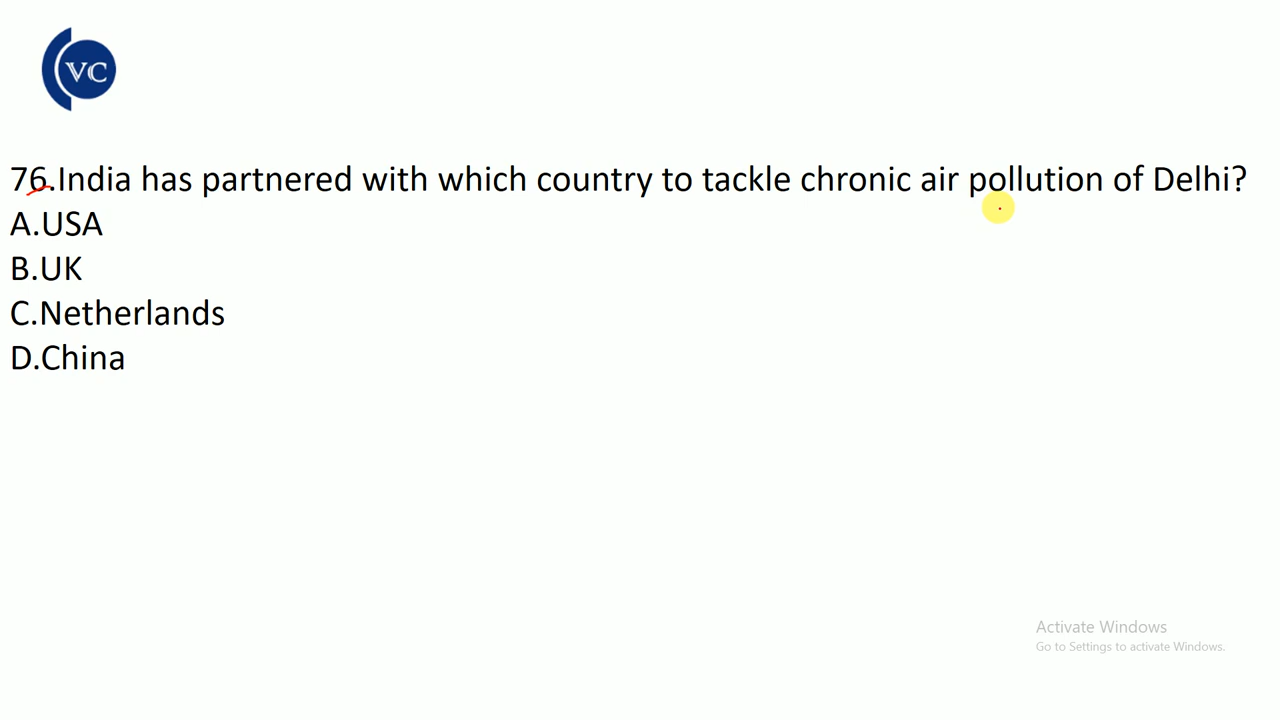 VC
76.India has partnered with which country to tackle chronic air pollution of Delhi?
A.USA
B.UK
C.Netherlands
D.China
Activate Windows
Go to Settings to activate Windows.